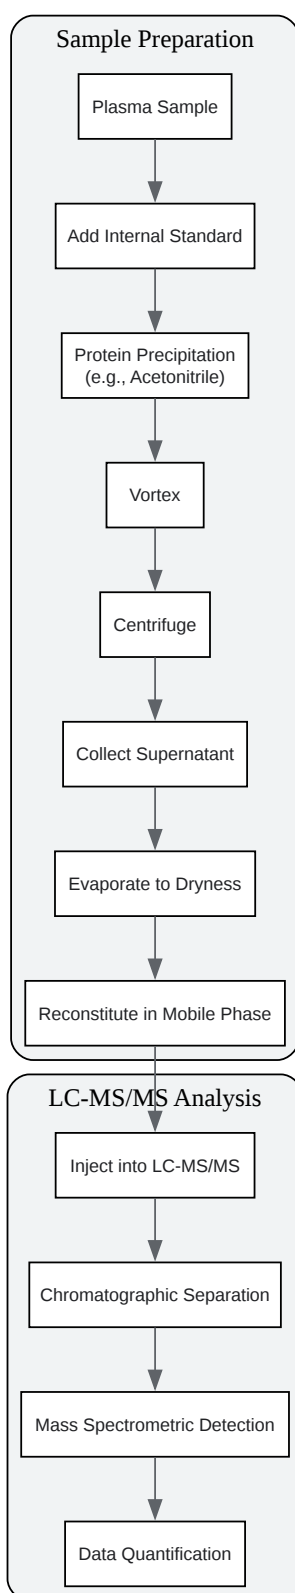 Sample Preparation
Plasma Sample
Add Internal Standard
Protein Precipitation
(e.g., Acetonitrile)
Vortex
Centrifuge
Collect Supernatant
Evaporate to Dryness
Reconstitute in Mobile Phase
LC-MS/MS Analysis
Inject into LC-MS/MS
Chromatographic Separation
Mass Spectrometric Detection
Data Quantification